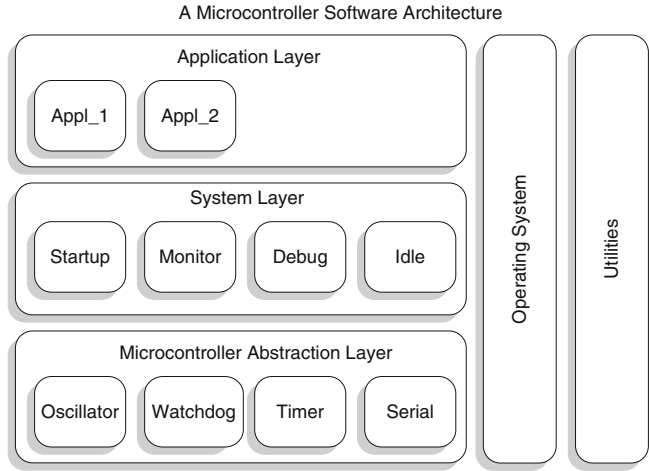 A Microcontroller Software Architecture
Application Layer
Appl_1
Appl_2
System Layer
Startup
Monitor
Debug
Idle
Microcontroller Abstraction Layer
Oscillator
Watchdog
Timer
Serial
Operating System
Utilities